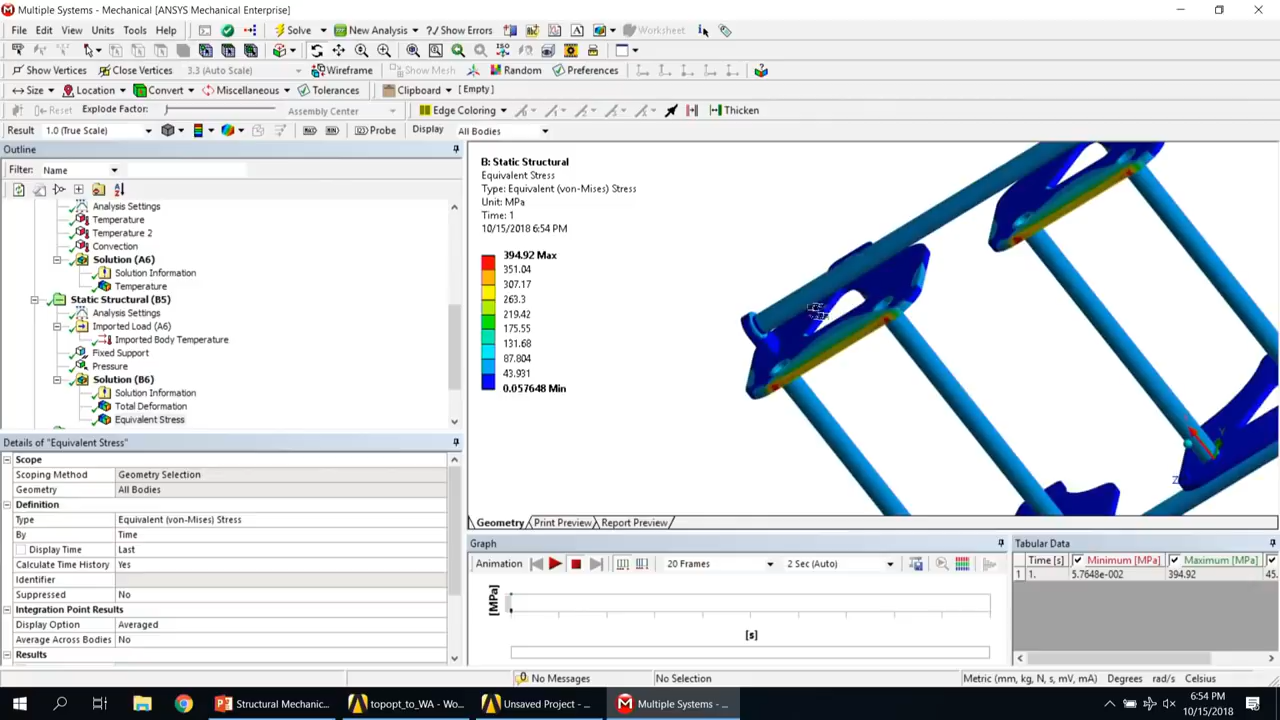 Multiple Systems - Mechanical [ANSYS Mechanical Enterprise]
File Edit View Units Tools Help Solve New Analysis ?/ Show Errors Worksheet
Show Vertices Close Vertices 3.3 (Auto Scale) Wireframe Show Mesh Random Preferences
Size Location Convert Miscellaneous Tolerances Clipboard [ Empty ]
Reset Explode Factor: Assembly Center Edge Coloring Thicken
Result 1.0 (True Scale) Probe Display All Bodies
Outline
Filter: Name
Analysis Settings
Temperature
Temperature 2
Convection
Solution (A6)
Solution Information
Temperature
Static Structural (B5)
Analysis Settings
Imported Load (A6)
Imported Body Temperature
Fixed Support
Pressure
Solution (B6)
Solution Information
Total Deformation
Equivalent Stress
Details of "Equivalent Stress"
Scope
Scoping Method Geometry Selection
Geometry All Bodies
Definition
Type Equivalent (von-Mises) Stress
By Time
Display Time Last
Calculate Time History Yes
Identifier
Suppressed No
Integration Point Results
Display Option Averaged
Average Across Bodies No
Results
B: Static Structural
Equivalent Stress
Type: Equivalent (von-Mises) Stress
Unit: MPa
Time: 1
10/15/2018 6:54 PM
394.92 Max
351.04
307.17
263.3
219.42
175.55
131.68
87.804
43.931
0.057648 Min
Geometry Print Preview Report Preview
Graph
Animation 20 Frames 2 Sec (Auto)
[MPa]
[s]
Tabular Data
Time [s] Minimum [MPa] Maximum [MPa]
1 1. 5.7648e-002 394.92 45.
No Messages No Selection Metric (mm, kg, N, s, mV, mA) Degrees rad/s Celsius
Structural Mechanic... topopt_to_WA - Wo... Unsaved Project - ... Multiple Systems - ...
6:54 PM
10/15/2018